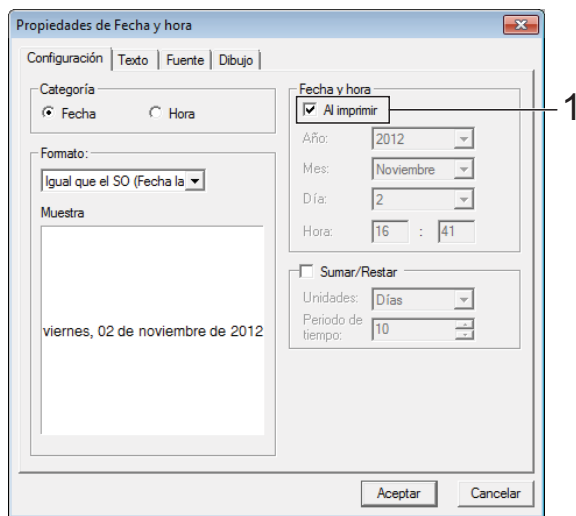 Propiedades de Fecha y hora
Configuración Texto Fuente Dibujo
Categoría
Fecha Hora
Formato:
Igual que el SO (Fecha la
Muestra
viernes, 02 de noviembre de 2012
Fecha y hora
Al imprimir
1
Año: 2012
Mes: Noviembre
Día: 2
Hora: 16 : 41
Sumar/Restar
Unidades: Días
Periodo de
tiempo: 10
Aceptar Cancelar